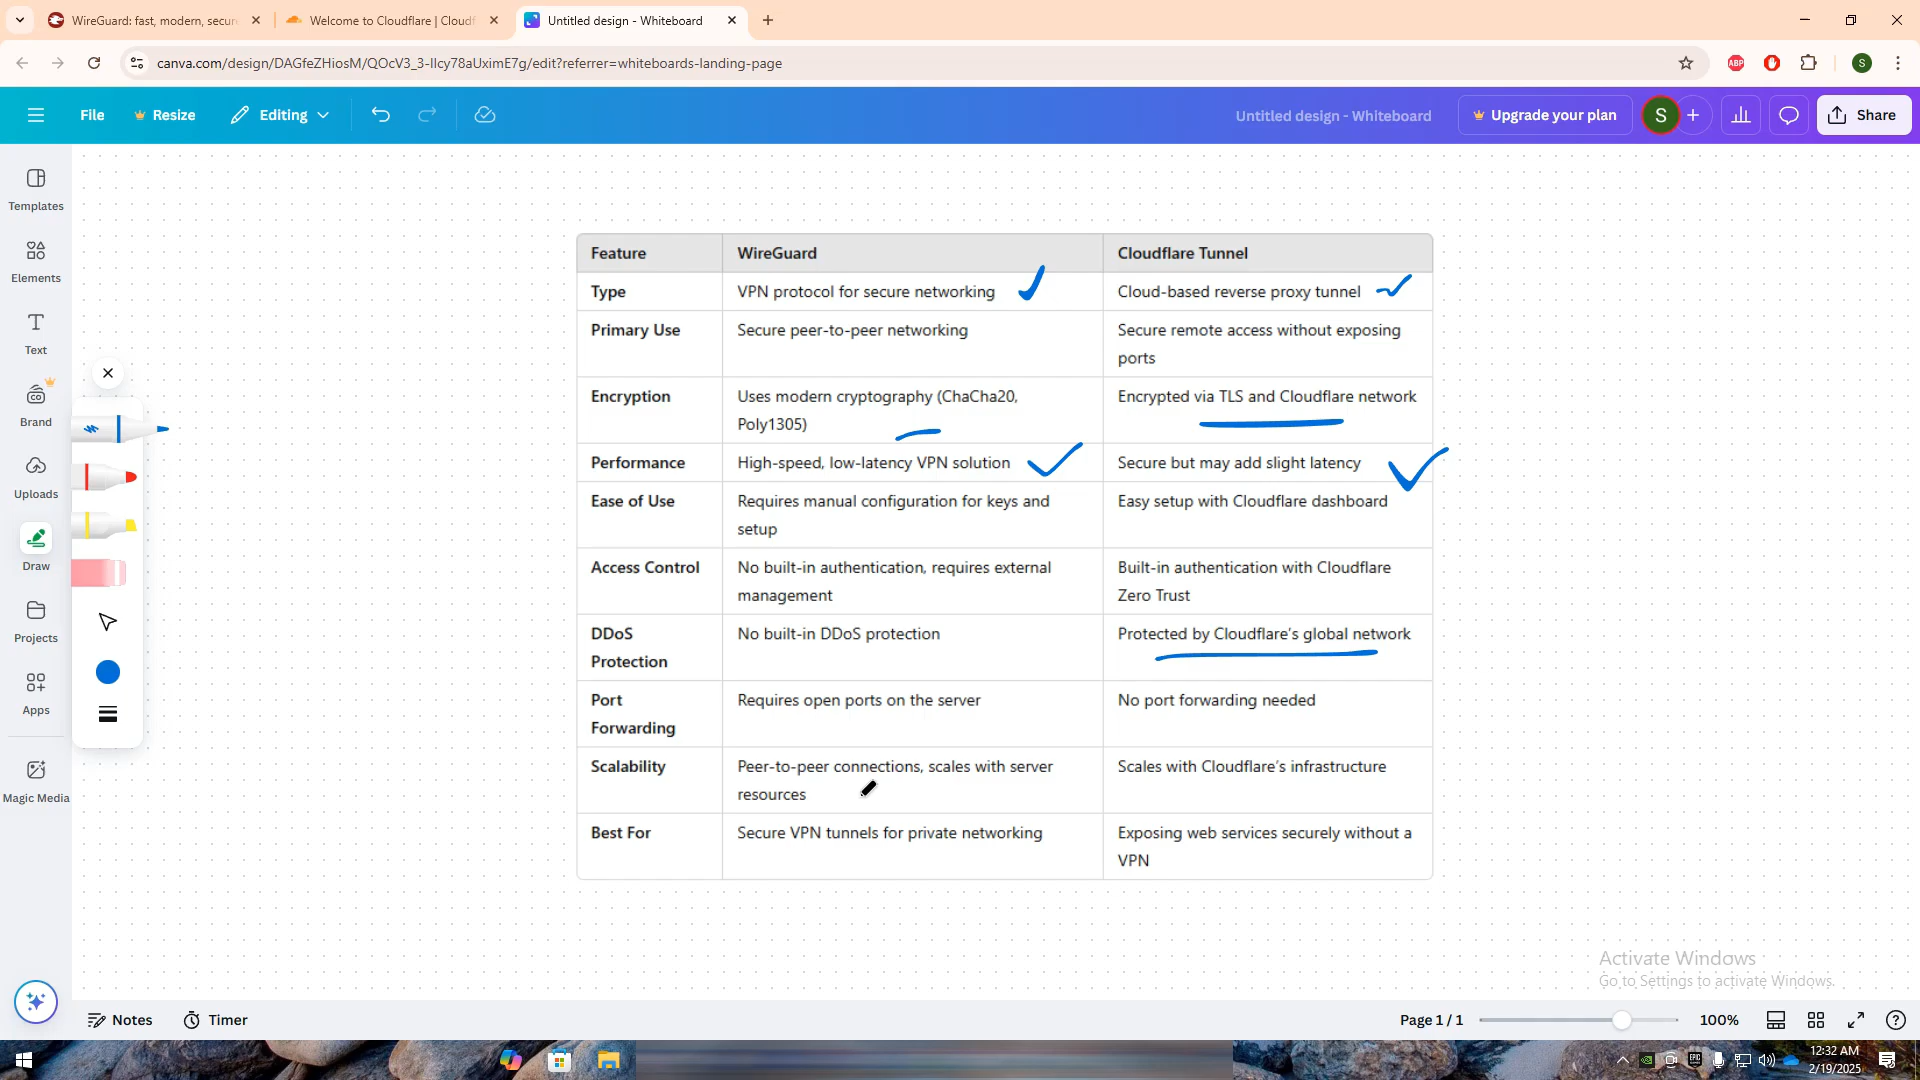 WireGuard: fast, modern, secur
Welcome to Cloudflare | Cloudf
Untitled design - Whiteboard
canva.com/design/DAGfeZHiosM/QOcV3_3-IIcy78aUximE7g/edit?referrer=whiteboards-landing-page
ABP
S
File
Resize
Editing
Untitled design - Whiteboard
Upgrade your plan
S
Share
Templates
Elements
Text
Brand
Uploads
Draw
Projects
Apps
Magic Media
Feature WireGuard Cloudflare Tunnel
Type VPN protocol for secure networking Cloud-based reverse proxy tunnel
Primary Use Secure peer-to-peer networking Secure remote access without exposing
ports
Encryption Uses modern cryptography (ChaCha20, Encrypted via TLS and Cloudflare network
Poly1305)
Performance High-speed, low-latency VPN solution Secure but may add slight latency
Ease of Use Requires manual configuration for keys and Easy setup with Cloudflare dashboard
setup
Access Control No built-in authentication, requires external Built-in authentication with Cloudflare
management Zero Trust
DDoS No built-in DDoS protection Protected by Cloudflare's global network
Protection
Port Requires open ports on the server No port forwarding needed
Forwarding
Scalability Peer-to-peer connections, scales with server Scales with Cloudflare's infrastructure
resources
Best For Secure VPN tunnels for private networking Exposing web services securely without a
VPN
Activate Windows
Go to Settings to activate Windows.
Notes
Timer
Page 1 / 1
100%
12:32 AM
2/19/2025